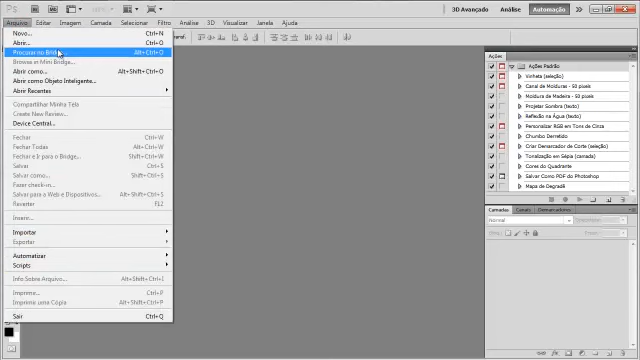 Ps Br Mb 3D Avançado Análise Automação
Arquivo Editar Imagem Camada Selecionar Filtro Análise 3D
Novo... Ctrl+N
Abrir... Ctrl+O
Procurar no Bridge... Alt+Ctrl+O
Browse in Mini Bridge...
Abrir como... Alt+Shift+Ctrl+O
Abrir como Objeto Inteligente...
Abrir Recentes
Compartilhar Minha Tela
Create New Review...
Device Central...
Fechar Ctrl+W
Fechar Todas Alt+Ctrl+W
Fechar e Ir para o Bridge... Shift+Ctrl+W
Salvar Ctrl+S
Salvar como... Shift+Ctrl+S
Fazer check-in...
Salvar para a Web e Dispositivos... Alt+Shift+Ctrl+S
Reverter F12
Inserir...
Importar
Exportar
Automatizar
Scripts
Info Sobre Arquivo... Alt+Shift+Ctrl+I
Imprimir... Ctrl+P
Imprimir uma Cópia Alt+Shift+Ctrl+P
Sair Ctrl+Q
Transf.:
Ações
Ações Padrão
Vinheta (seleção)
Canal de Molduras - 50 pixels
Moldura de Madeira - 50 pixels
Projetar Sombra (texto)
Reflexão na Água (texto)
Personalizar RGB em Tons de Cinza
Chumbo Derretido
Criar Demarcador de Corte (seleção)
Tonalização em Sépia (camada)
Cores do Quadrante
Salvar Como PDF do Photoshop
Mapa de Degradê
Camadas Canais Demarcadores
Normal